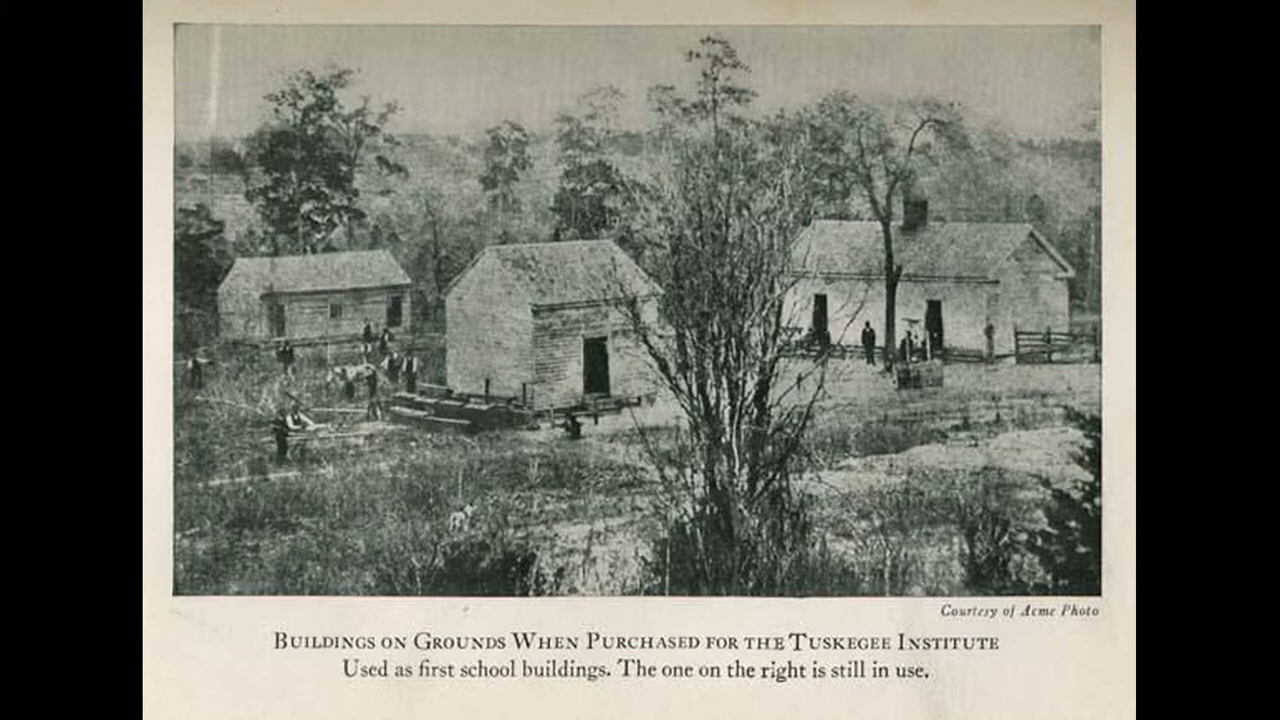 Courtesy of Acme Photo
Buildings on Grounds When Purchased for the Tuskegee Institute
Used as first school buildings. The one on the right is still in use.